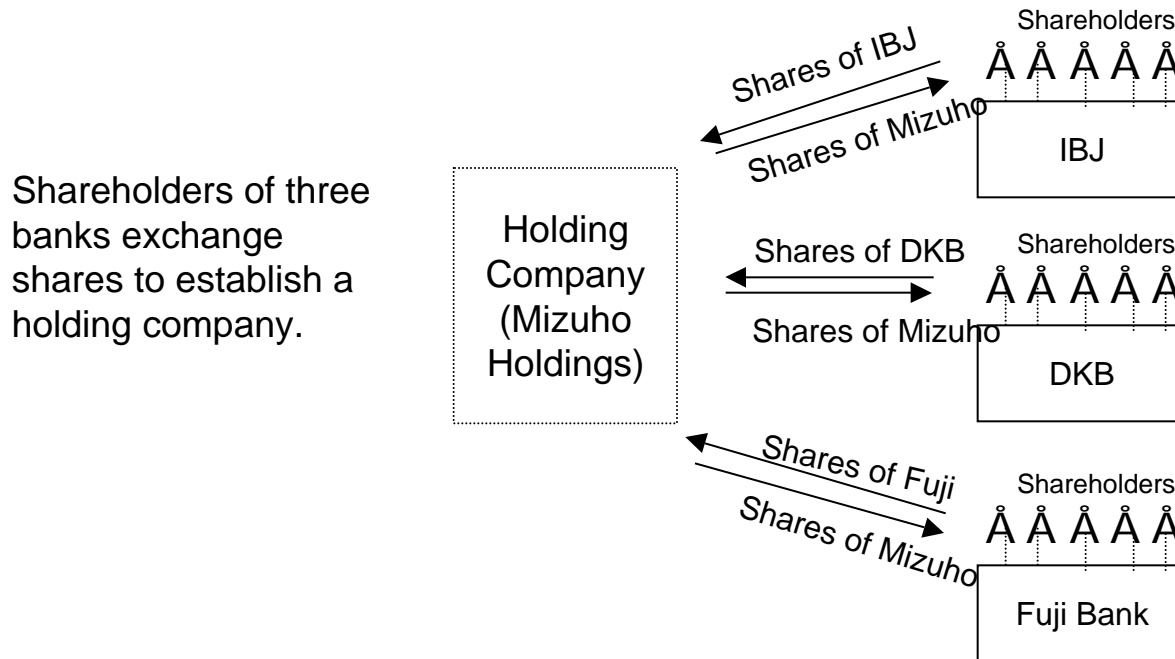 Shareholders of three
banks exchange
shares to establish a
holding company.
Holding
Company
(Mizuho
Holdings)
Shares of IBJ
Shares of Mizuho
Shareholders
Å Å Å Å Å
IBJ
Shares of DKB
Shares of Mizuho
Shareholders
Å Å Å Å Å
DKB
Shares of Fuji
Shares of Mizuho
Shareholders
Å Å Å Å Å
Fuji Bank